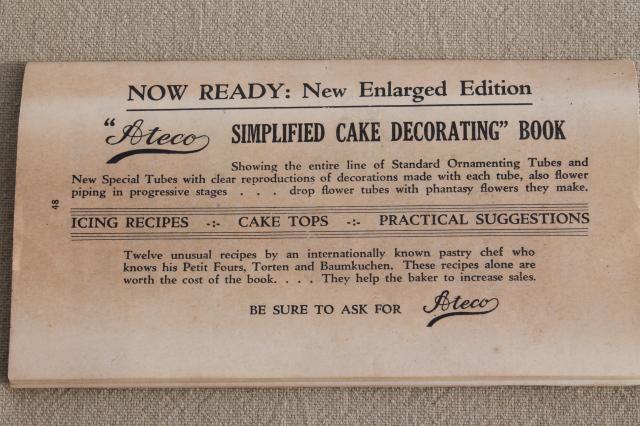 NOW READY: New Enlarged Edition
"Ateco SIMPLIFIED CAKE DECORATING" BOOK
Showing the entire line of Standard Ornamenting Tubes and
New Special Tubes with clear reproductions of decorations made with each tube, also flower
piping in progressive stages . . . drop flower tubes with phantasy flowers they make.
48
ICING RECIPES -:- CAKE TOPS -:- PRACTICAL SUGGESTIONS
Twelve unusual recipes by an internationally known pastry chef who
knows his Petit Fours, Torten and Baumkuchen. These recipes alone are
worth the cost of the book. . . . They help the baker to increase sales.
BE SURE TO ASK FOR Ateco